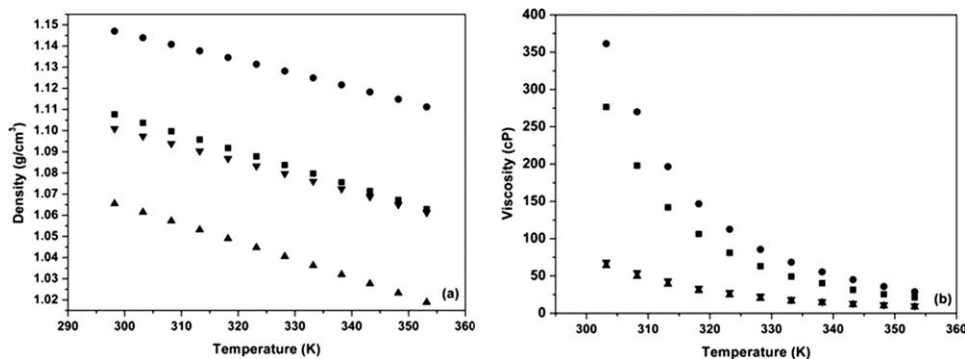 1.15
1.14
1.13
1.12
1.11
1.10
1.09
1.08
1.07
1.06
1.05
1.04
1.03
1.02
Density (g/cm³)
290 300 310 320 330 340 350 360
Temperature (K)
(a)
400
350
300
250
200
150
100
50
0
Viscosity (cP)
300 310 320 330 340 350 360
Temperature (K)
(b)